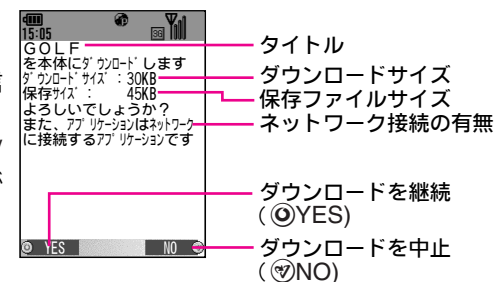 15:05
3G
GOLF
を本体にﾀﾞｳﾝﾛｰﾄﾞします
ﾀﾞｳﾝﾛｰﾄﾞｻｲｽﾞ：30KB
保存ｻｲｽﾞ：　45KB
よろしいでしょうか？
また、ｱﾌﾟﾘｹｰｼｮﾝはﾈｯﾄﾜｰｸ
に接続するｱﾌﾟﾘｹｰｼｮﾝです
YES NO
タイトル
ダウンロードサイズ
保存ファイルサイズ
ネットワーク接続の有無
ダウンロードを継続
(YES)
ダウンロードを中止
(NO)